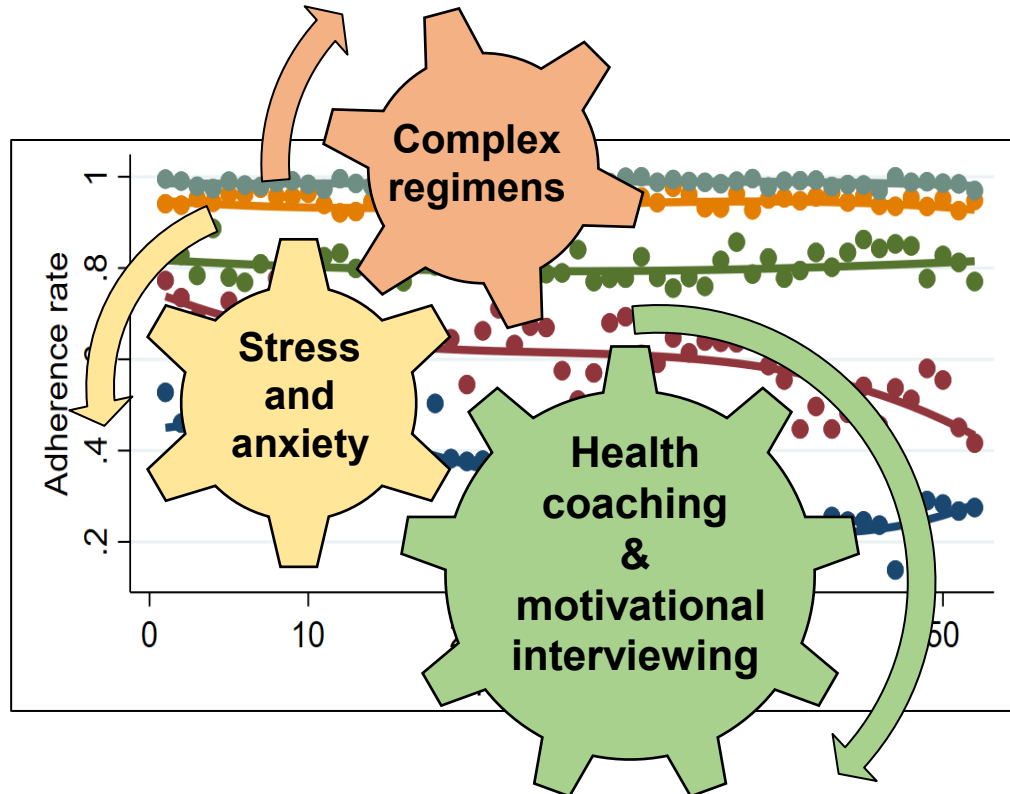 Complex
regimens
Stress
and
anxiety
Health
coaching
&
motivational
interviewing
Adherence rate
1
.8
.4
.2
0
10
50